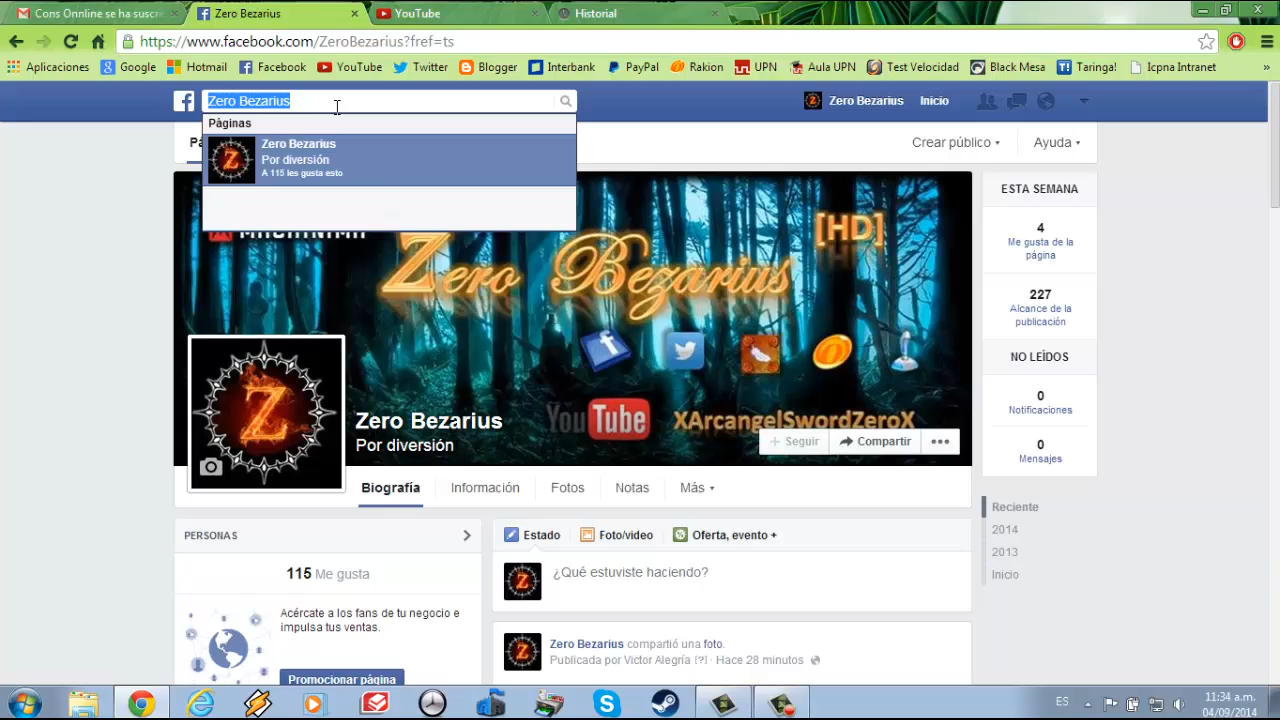 Cons Onnline se ha suscri
Zero Bezarius
YouTube
Historial
https://www.facebook.com/ZeroBezarius?fref=ts
Aplicaciones
Google
Hotmail
Facebook
YouTube
Twitter
Blogger
Interbank
PayPal
Rakion
UPN
Aula UPN
Test Velocidad
Black Mesa
Taringa!
Icpna Intranet
Zero Bezarius
Zero Bezarius
Inicio
Páginas
Zero Bezarius
Por diversión
A 115 les gusta esto
Crear público
Ayuda
Zero Bezarius
[HD]
YouTube
XArcangelSwordZeroX
Zero Bezarius
Por diversión
Seguir
Compartir
Biografía
Información
Fotos
Notas
Más
ESTA SEMANA
4
Me gusta de la
página
227
Alcance de la
publicación
NO LEÍDOS
0
Notificaciones
0
Mensajes
Reciente
2014
2013
Inicio
PERSONAS
115 Me gusta
Acércate a los fans de tu negocio e
impulsa tus ventas.
Promocionar página
Estado
Foto/video
Oferta, evento +
¿Qué estuviste haciendo?
Zero Bezarius compartió una foto.
Publicada por Victor Alegría [?] · Hace 28 minutos
ES
11:34 a.m.
04/09/2014